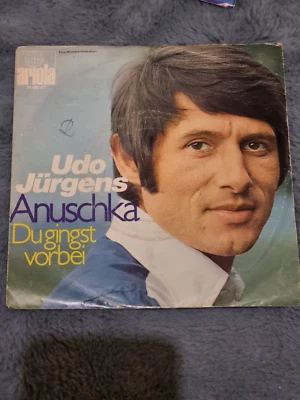 ariola
Udo
Jürgens
Anuschka
Du gingst
vorbei